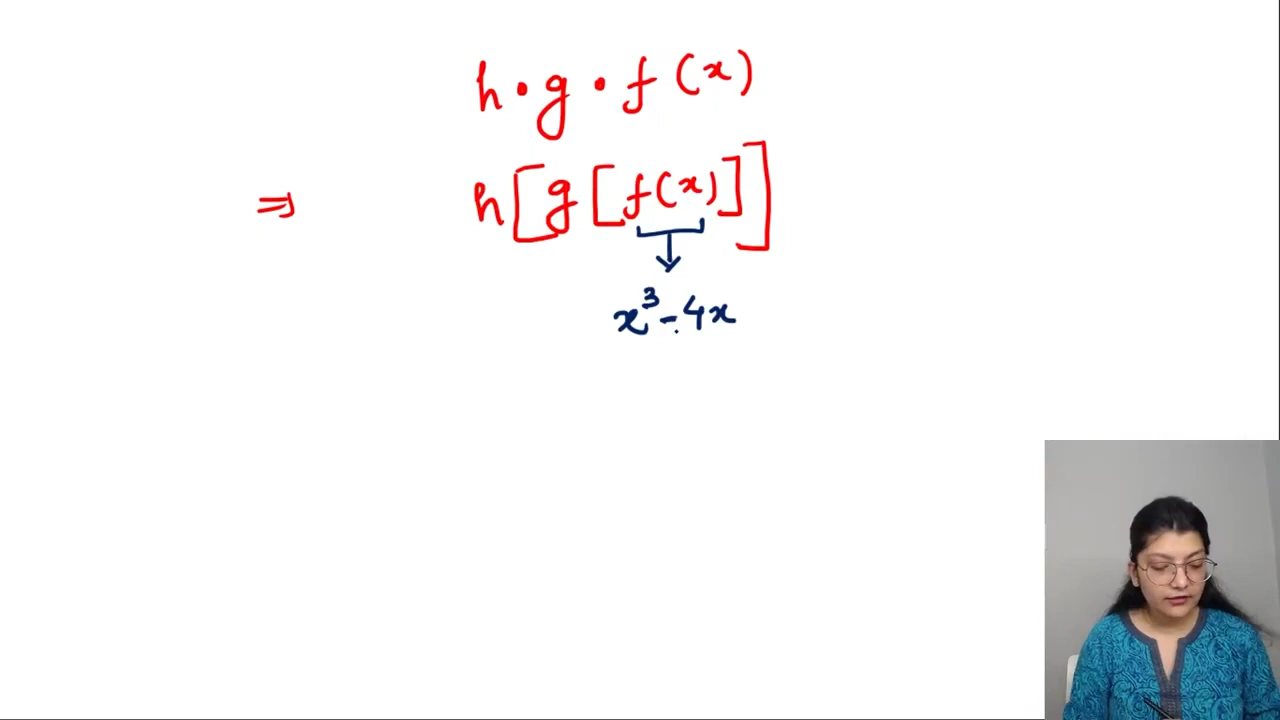 h · g · f(x)
⇒ h[g[f(x)]]
x³ - 4x